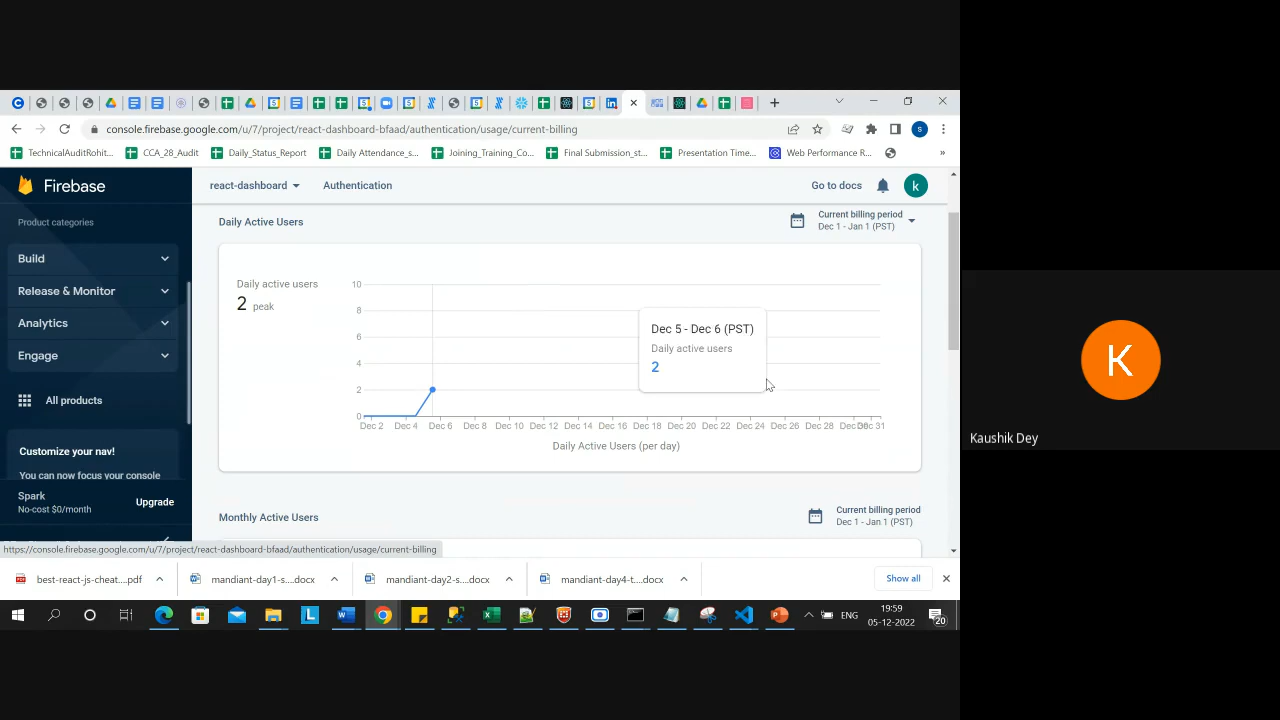 console.firebase.google.com/u/7/project/react-dashboard-bfaad/authentication/usage/current-billing
TechnicalAuditRohit...
CCA_28_Audit
Daily_Status_Report
Daily Attendance_s...
Joining_Training_Co...
Final Submission_st...
Presentation Time...
Web Performance R...
»
Firebase
react-dashboard
Authentication
Go to docs
k
Product categories
Build
Release & Monitor
Analytics
Engage
All products
Customize your nav!
You can now focus your console
Spark
No-cost $0/month
Upgrade
Daily Active Users
Current billing period
Dec 1 - Jan 1 (PST)
Daily active users
2 peak
10
8
6
4
2
0
Dec 5 - Dec 6 (PST)
Daily active users
2
Dec 2 Dec 4 Dec 6 Dec 8 Dec 10 Dec 12 Dec 14 Dec 16 Dec 18 Dec 20 Dec 22 Dec 24 Dec 26 Dec 28 Dec 31
Daily Active Users (per day)
Monthly Active Users
Current billing period
Dec 1 - Jan 1 (PST)
https://console.firebase.google.com/u/7/project/react-dashboard-bfaad/authentication/usage/current-billing
best-react-js-cheat....pdf
mandiant-day1-s....docx
mandiant-day2-s....docx
mandiant-day4-t....docx
Show all
ENG
19:59
05-12-2022
20
K
Kaushik Dey